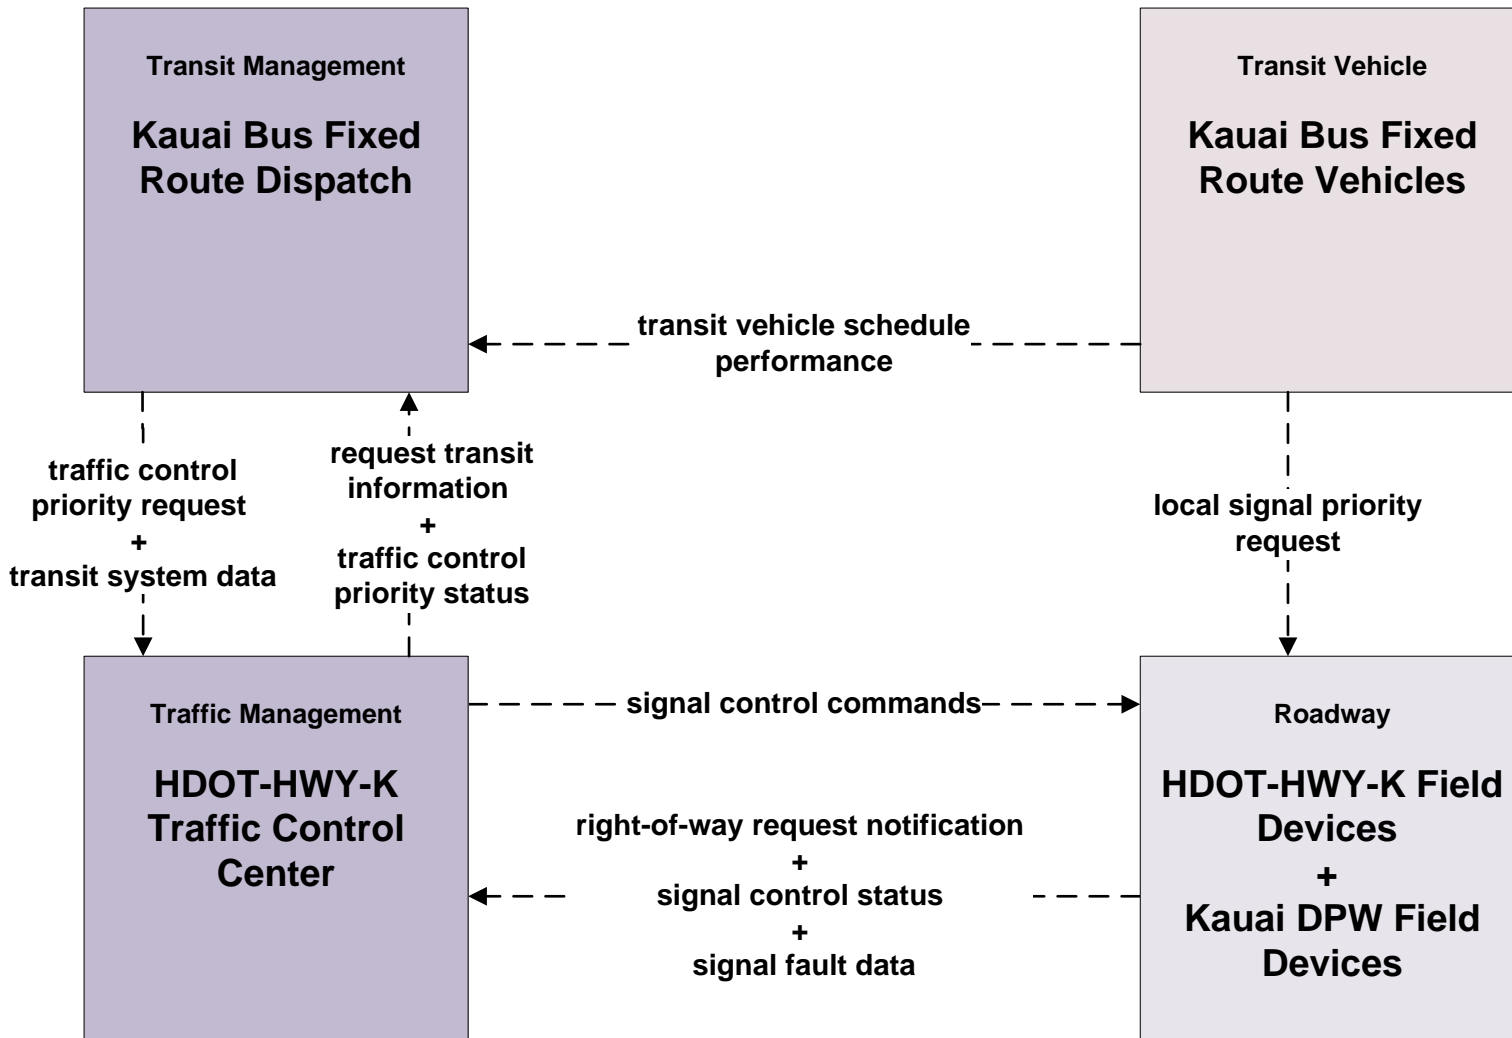 Transit Management
Kauai Bus Fixed
Route Dispatch
Transit Vehicle
Kauai Bus Fixed
Route Vehicles
transit vehicle schedule
performance
traffic control
priority request
+
transit system data
request transit
information
+
traffic control
priority status
local signal priority
request
Traffic Management
HDOT-HWY-K
Traffic Control
Center
signal control commands
right-of-way request notification
+
signal control status
+
signal fault data
Roadway
HDOT-HWY-K Field
Devices
+
Kauai DPW Field
Devices